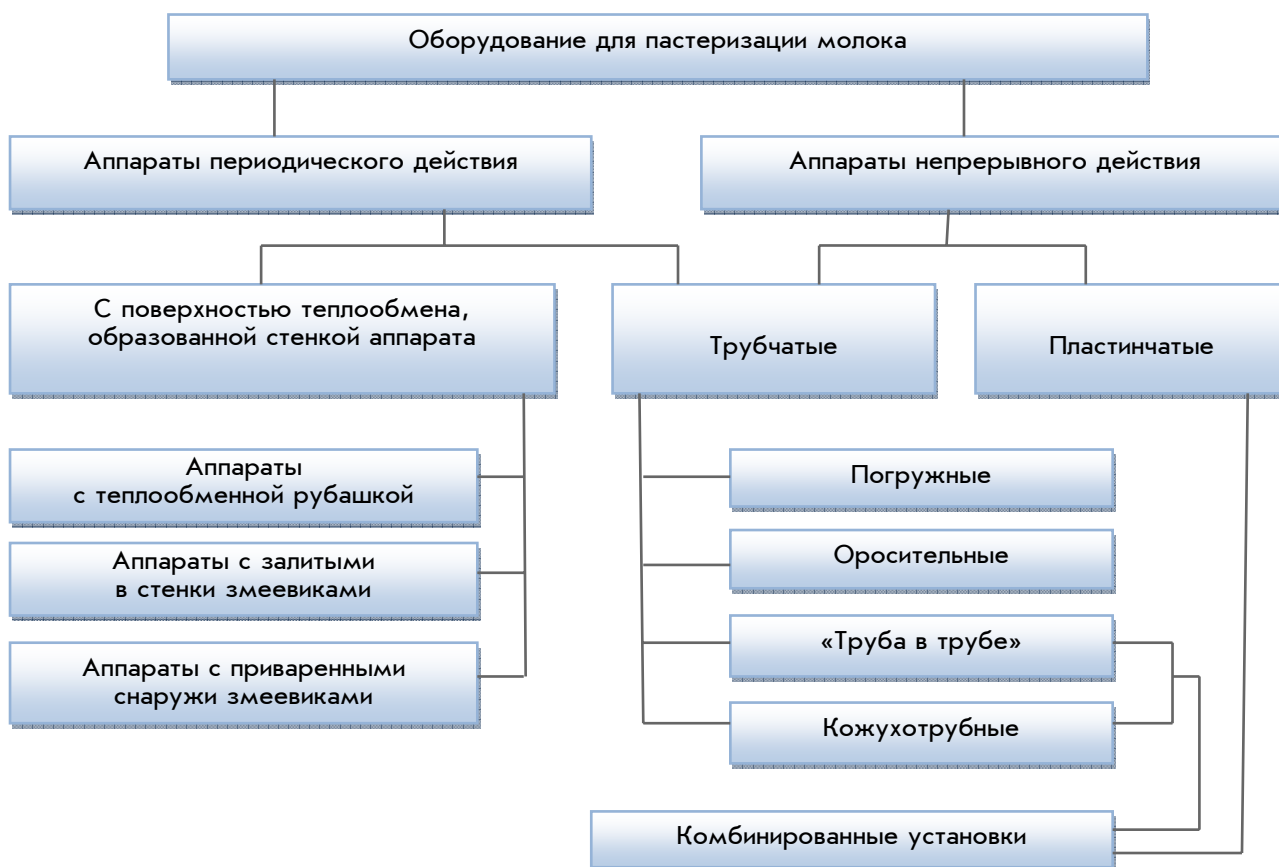 Оборудование для пастеризации молока
Аппараты периодического действия
Аппараты непрерывного действия
С поверхностью теплообмена,
образованной стенкой аппарата
Трубчатые
Пластинчатые
Аппараты
с теплообменной рубашкой
Аппараты с залитыми
в стенки змеевиками
Аппараты с приваренными
снаружи змеевиками
Погружные
Оросительные
«Труба в трубе»
Кожухотрубные
Комбинированные установки